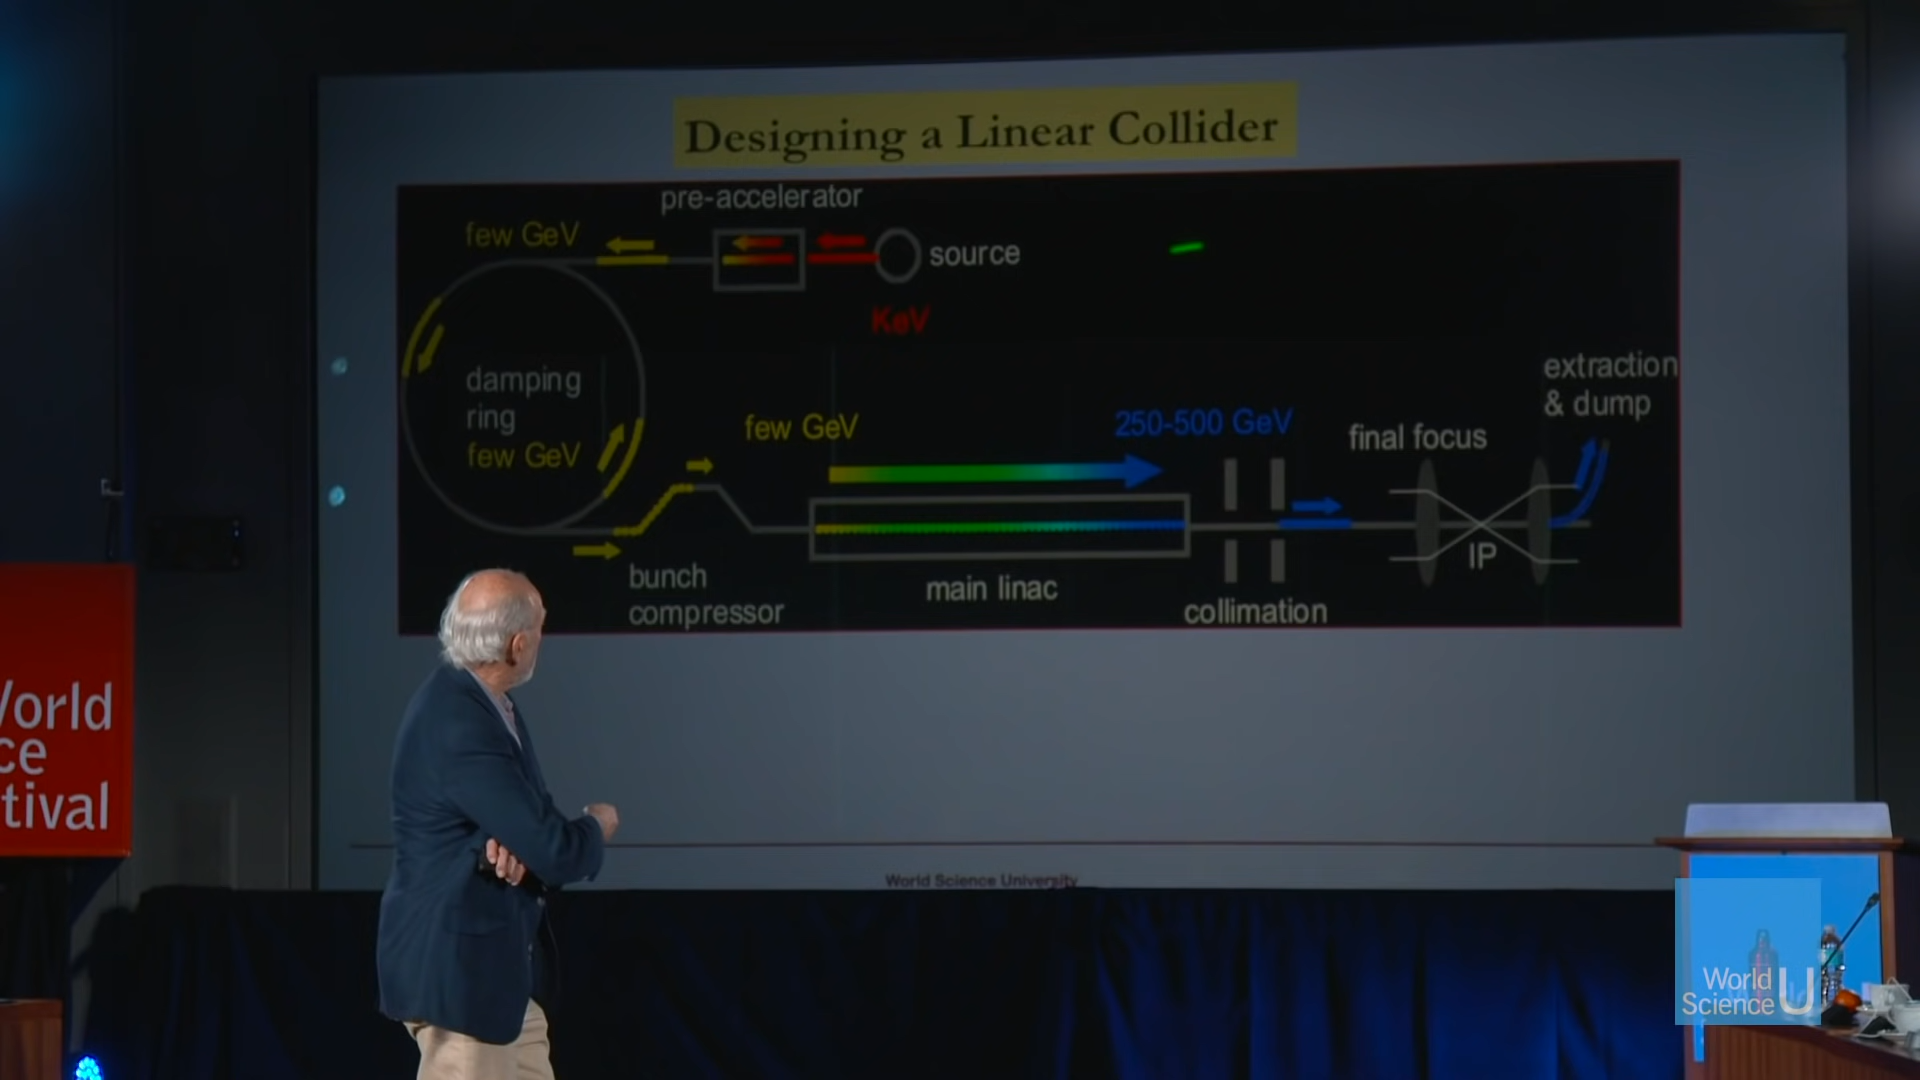 Designing a Linear Collider
pre-accelerator
few GeV
source
KeV
damping
ring
few GeV
few GeV
250-500 GeV
final focus
extraction
& dump
IP
bunch
compressor
main linac
collimation
World Science University
World
ce
tival
World
Science U